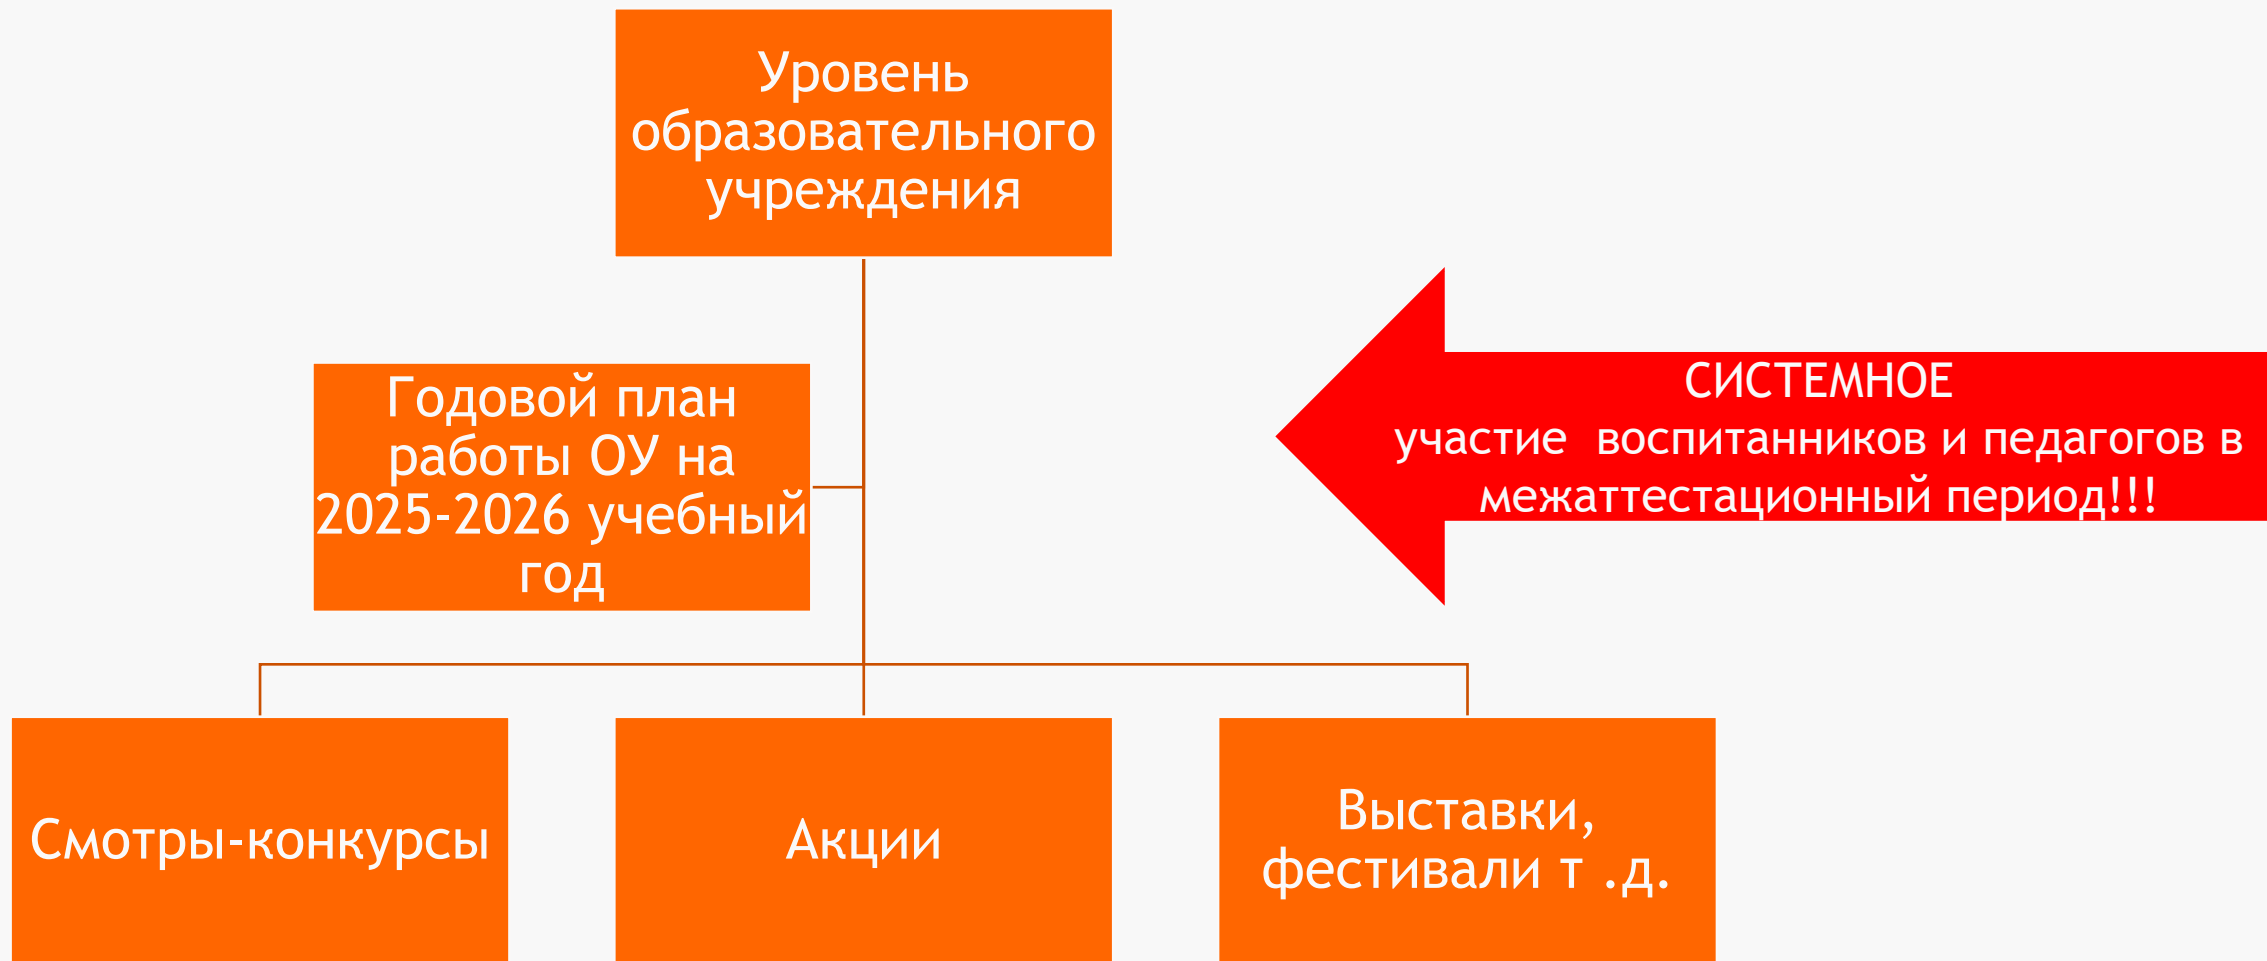 Уровень
образовательного
учреждения
Годовой план
работы ОУ на
2025-2026 учебный
год
СИСТЕМНОЕ
участие  воспитанников и педагогов в
межаттестационный период!!!
Смотры-конкурсы
Акции
Выставки,
фестивали т .д.